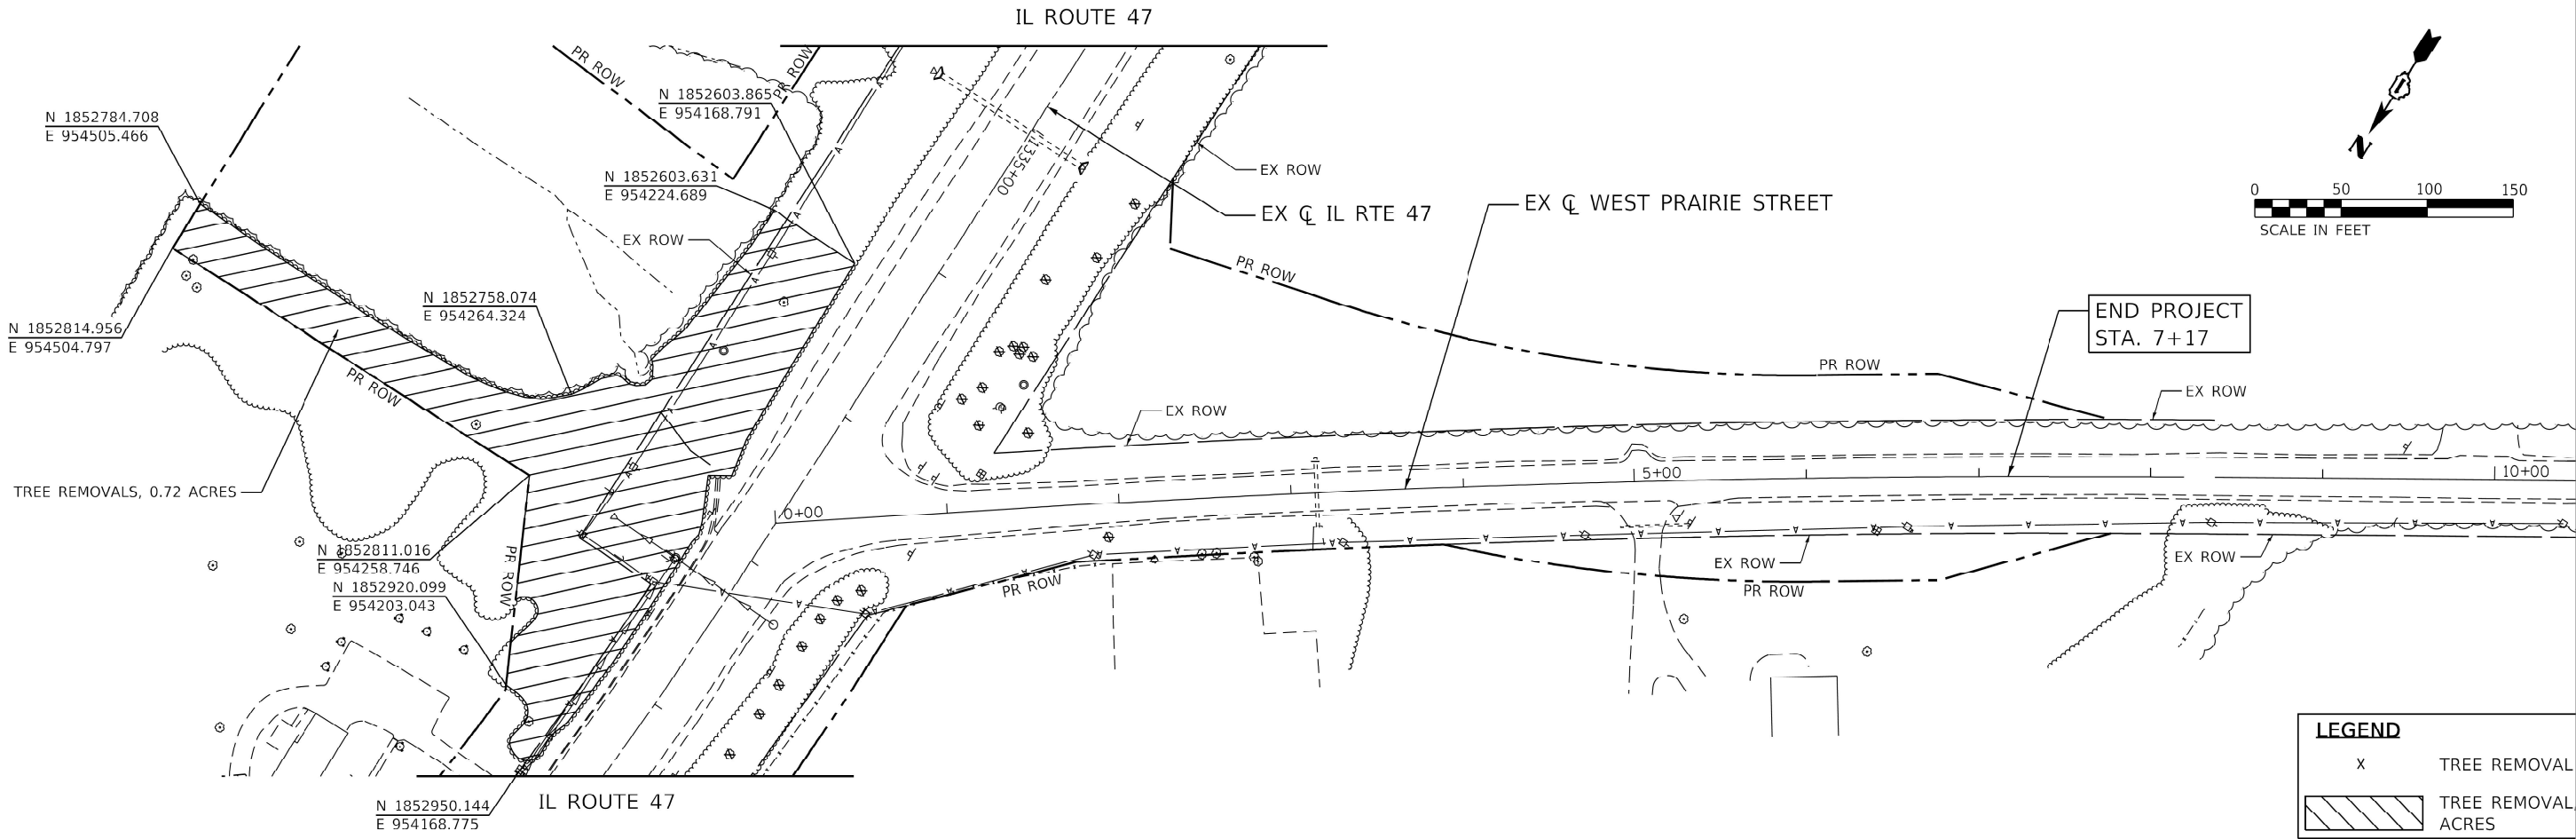 IL ROUTE 47
PR ROW
PR ROW
N 1852603.865
E 954168.791
N 1852784.708
E 954505.466
N 1852603.631
E 954224.689
1335+00
EX ROW
EX ℄ IL RTE 47
EX ℄ WEST PRAIRIE STREET
N
0 50 100 150
SCALE IN FEET
EX ROW
PR ROW
N 1852758.074
E 954264.324
N 1852814.956
E 954504.797
END PROJECT
STA. 7+17
PR ROW
PR ROW
EX ROW
EX ROW
TREE REMOVALS, 0.72 ACRES
0+00
5+00
10+00
N 1852811.016
E 954258.746
PR ROW
N 1852920.099
E 954203.043
PR ROW
EX ROW
EX ROW
PR ROW
N 1852950.144
E 954168.775
IL ROUTE 47
LEGEND
X TREE REMOVAL
TREE REMOVAL,
ACRES